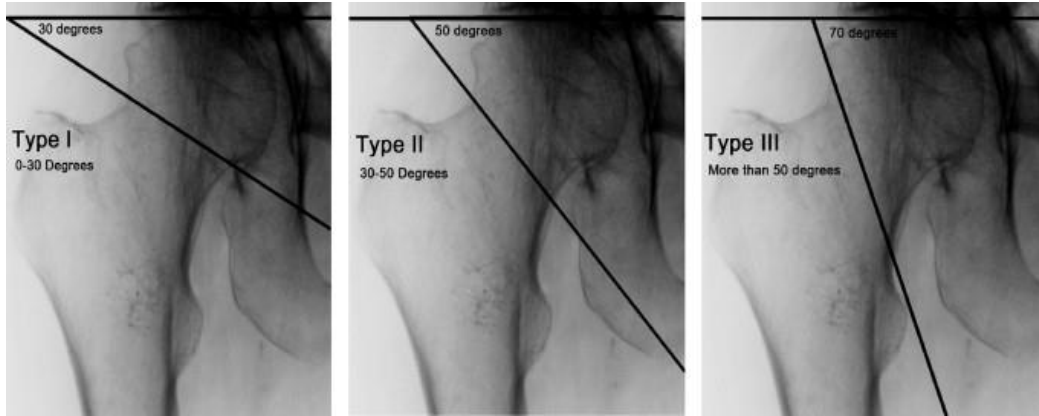 30 degrees
Type I
0-30 Degrees
50 degrees
Type II
30-50 Degrees
70 degrees
Type III
More than 50 degrees